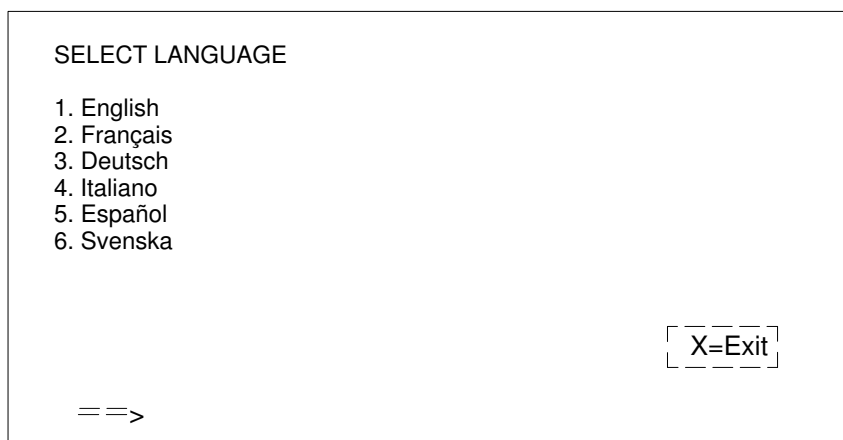 SELECT LANGUAGE
1. English
2. Français
3. Deutsch
4. Italiano
5. Español
6. Svenska
X=Exit
==>